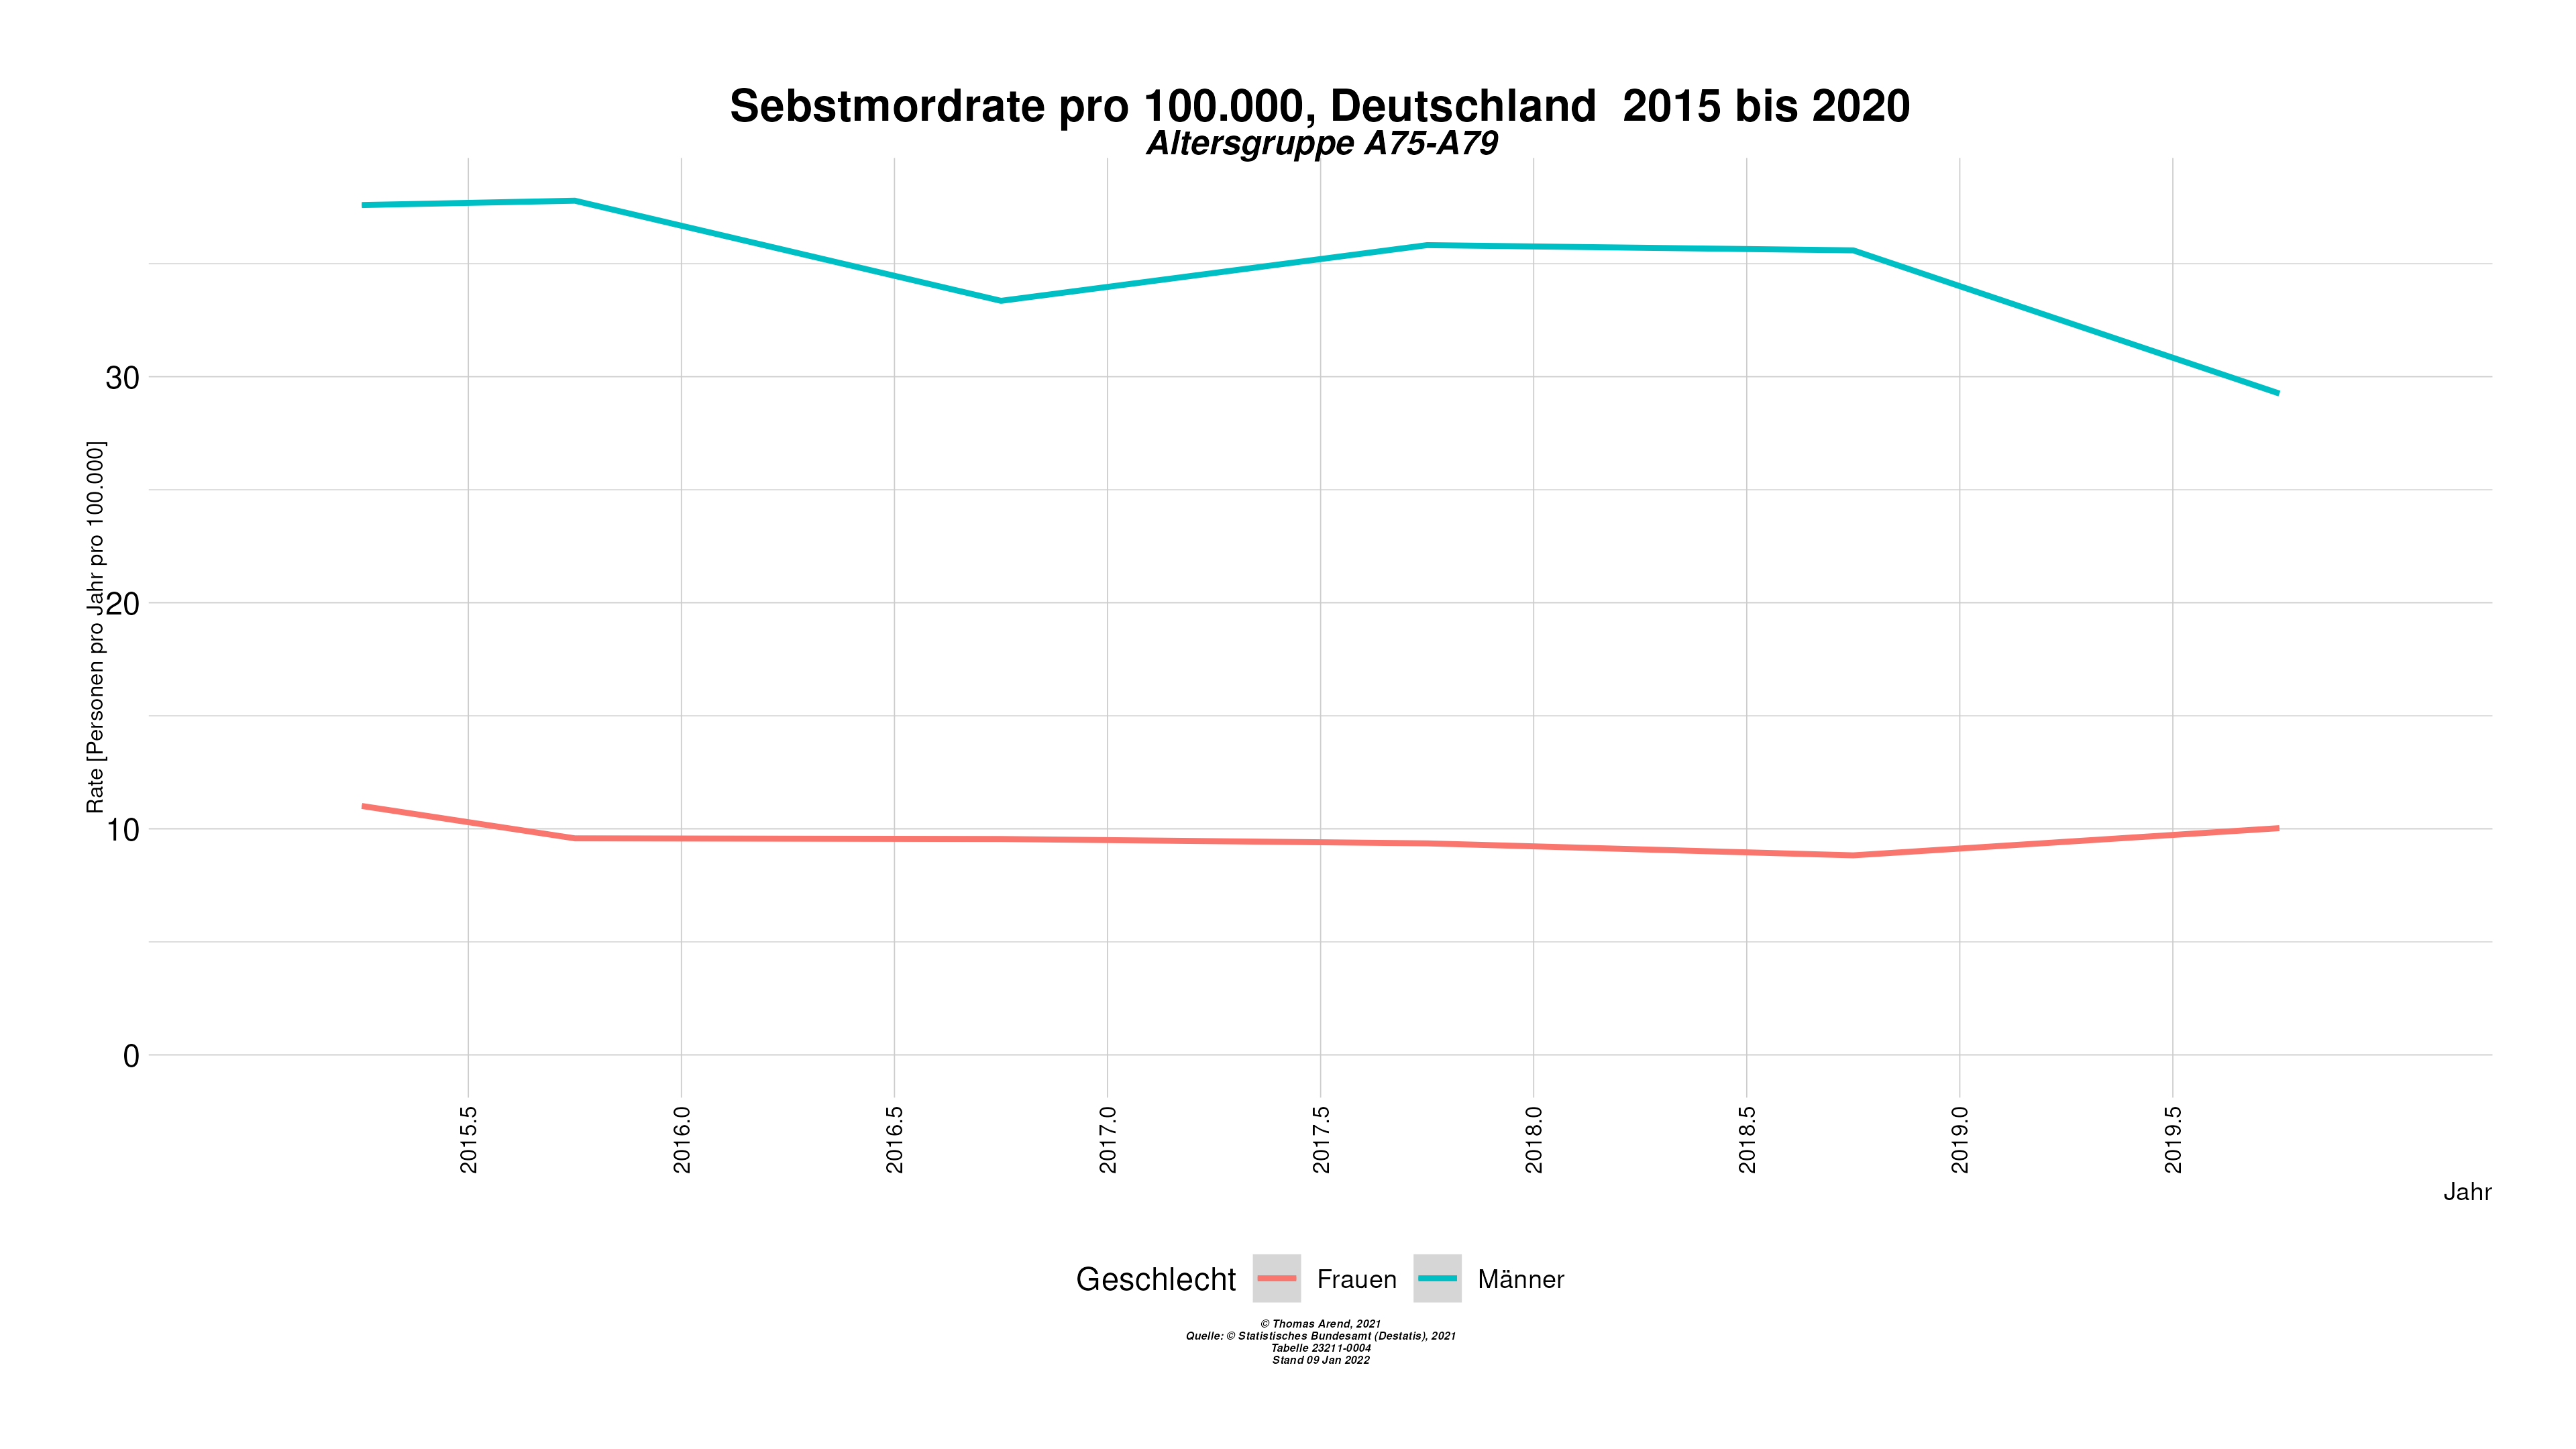 Sebstmordrate pro 100.000, Deutschland  2015 bis 2020
Altersgruppe A75-A79
Rate [Personen pro Jahr pro 100.000]
30
20
10
0
2015.5
2016.0
2016.5
2017.0
2017.5
2018.0
2018.5
2019.0
2019.5
Jahr
Geschlecht Frauen Männer
© Thomas Arend, 2021
Quelle: © Statistisches Bundesamt (Destatis), 2021
Tabelle 23211-0004
Stand 09 Jan 2022